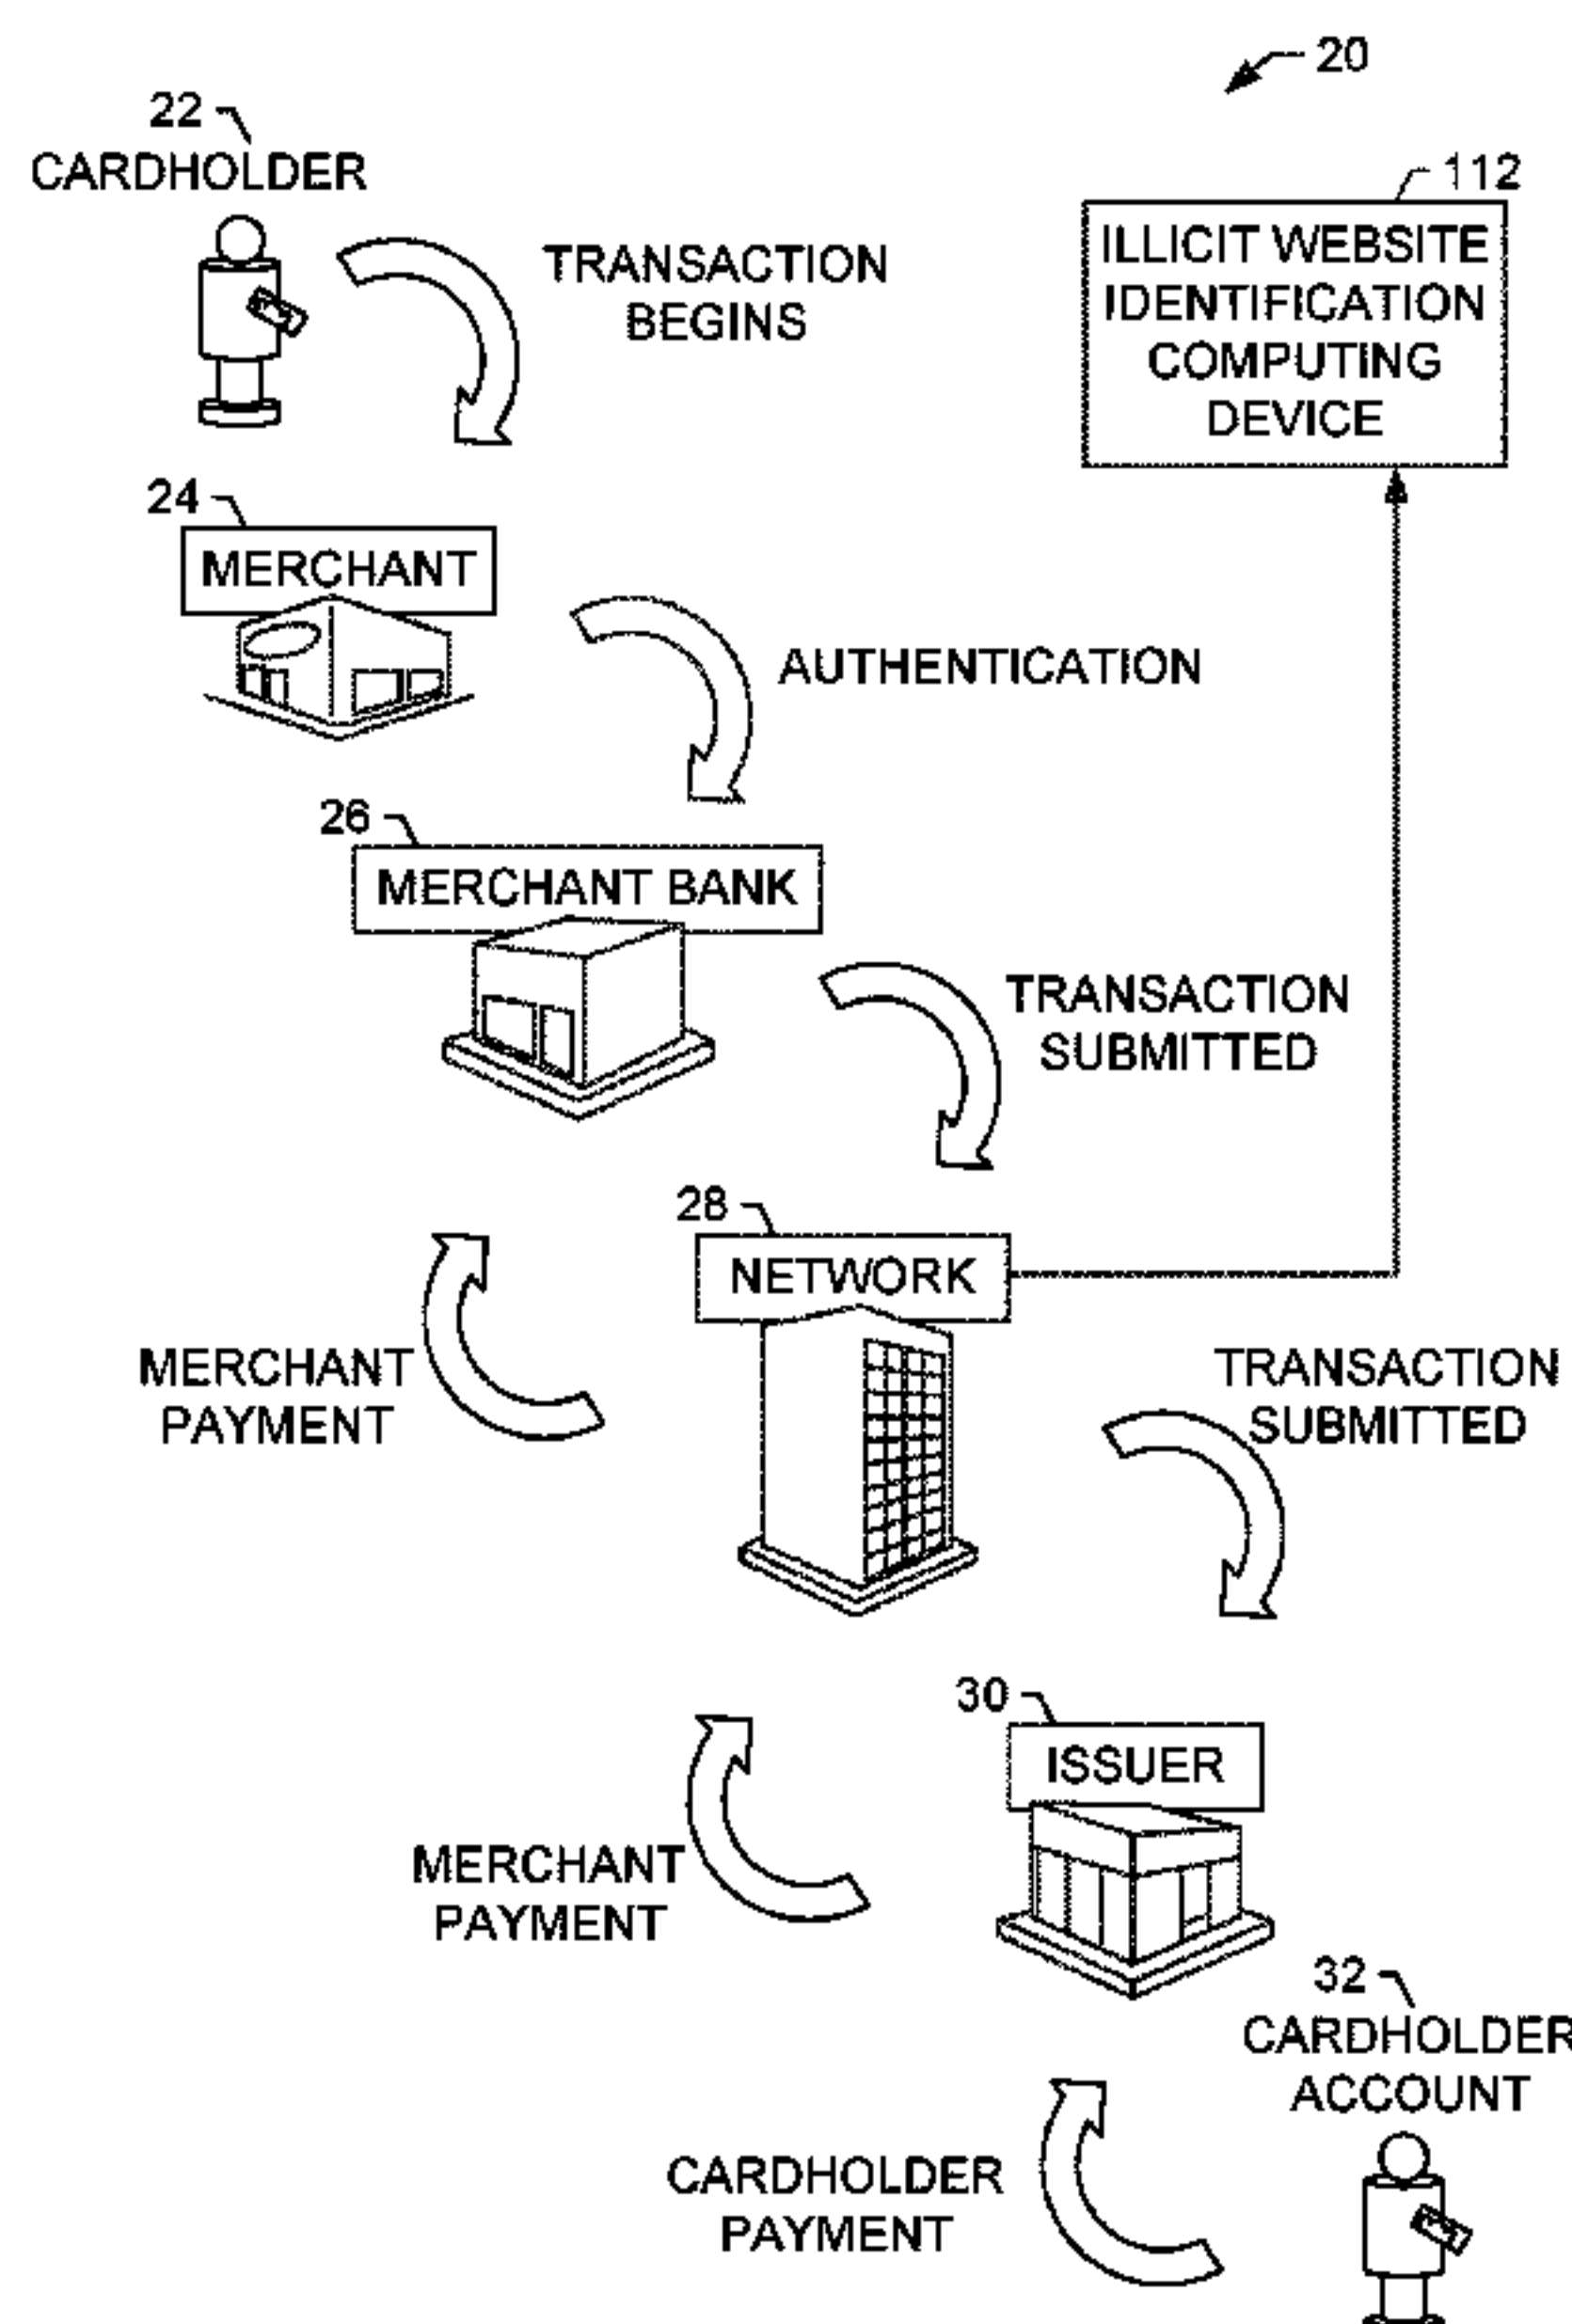 20
22
CARDHOLDER
112
ILLICIT WEBSITE
IDENTIFICATION
COMPUTING
DEVICE
TRANSACTION
BEGINS
24
MERCHANT
AUTHENTICATION
26
MERCHANT BANK
TRANSACTION
SUBMITTED
28
NETWORK
MERCHANT
PAYMENT
TRANSACTION
SUBMITTED
30
ISSUER
MERCHANT
PAYMENT
32
CARDHOLDER
ACCOUNT
CARDHOLDER
PAYMENT